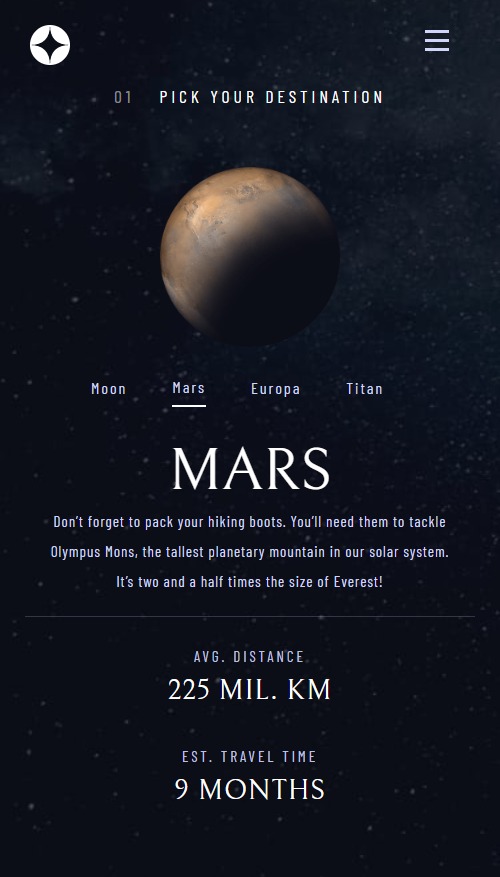 01 PICK YOUR DESTINATION
Moon Mars Europa Titan
MARS
Don’t forget to pack your hiking boots. You’ll need them to tackle
Olympus Mons, the tallest planetary mountain in our solar system.
It’s two and a half times the size of Everest!
AVG. DISTANCE
225 MIL. KM
EST. TRAVEL TIME
9 MONTHS